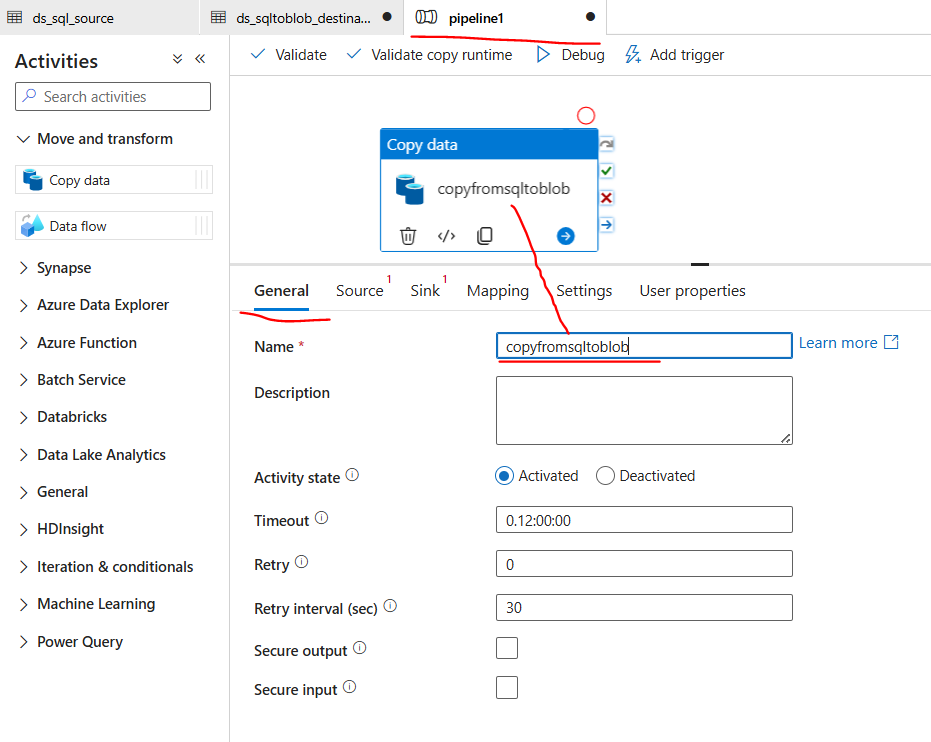 ds_sql_source
ds_sqltoblob_destina...
pipeline1
Activities
Search activities
Move and transform
Copy data
Data flow
Synapse
Azure Data Explorer
Azure Function
Batch Service
Databricks
Data Lake Analytics
General
HDInsight
Iteration & conditionals
Machine Learning
Power Query
Validate
Validate copy runtime
Debug
Add trigger
Copy data
copyfromsqltoblob
General
Source 1
Sink 1
Mapping
Settings
User properties
Name *
copyfromsqltoblob
Learn more
Description
Activity state
Activated
Deactivated
Timeout
0.12:00:00
Retry
0
Retry interval (sec)
30
Secure output
Secure input